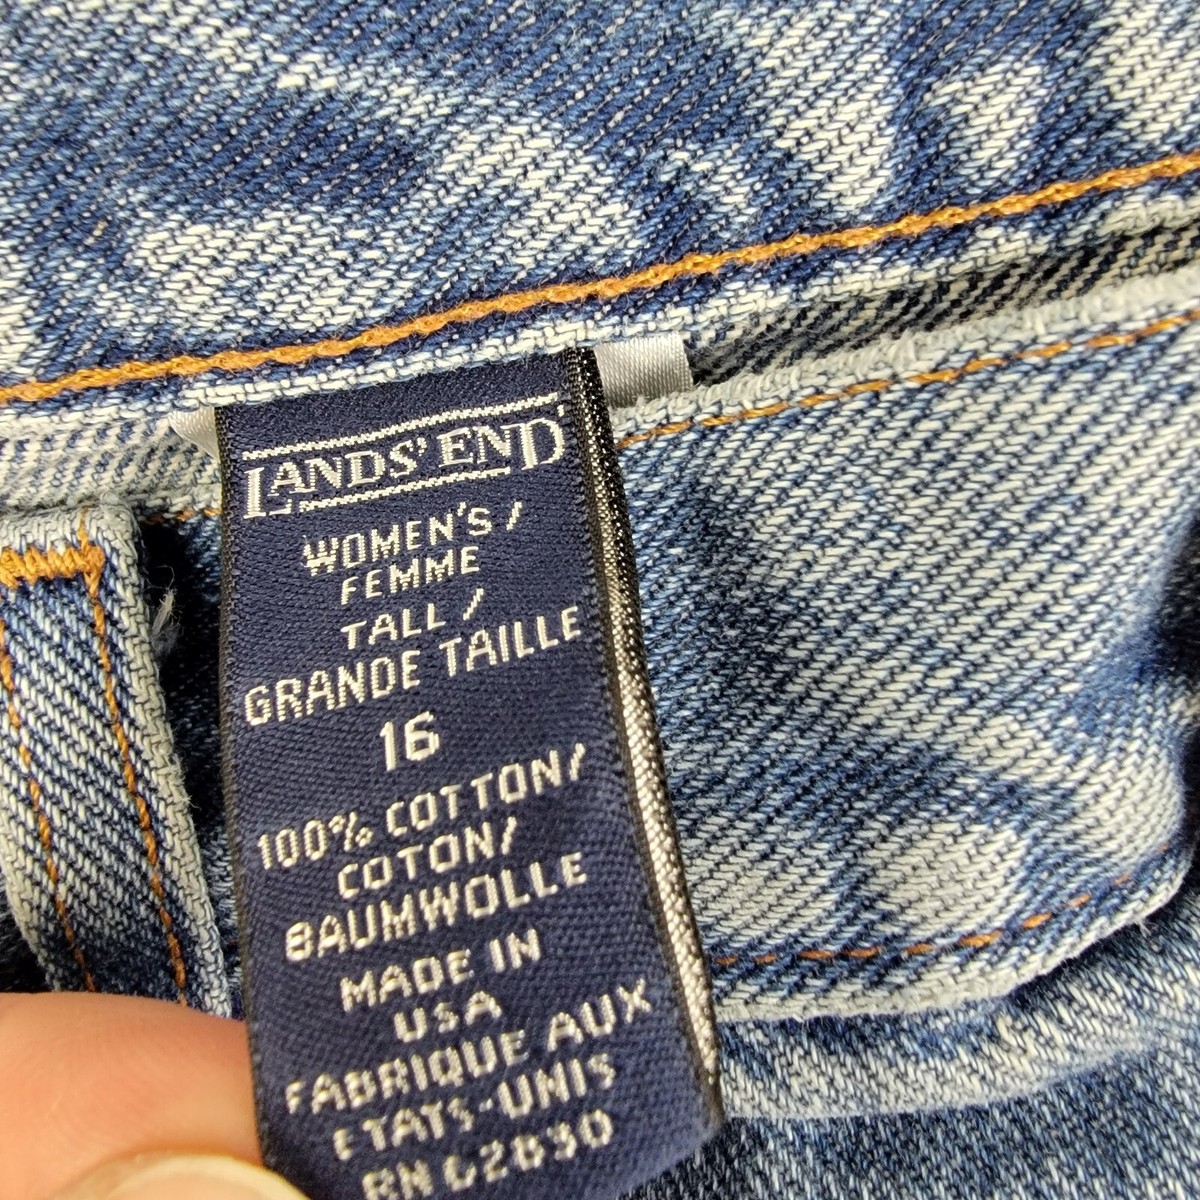 LANDS' END
WOMEN'S /
FEMME
TALL /
GRANDE TAILLE
16
100% COTTON/
COTON/
BAUMWOLLE
MADE IN
USA
FABRIQUE AUX
ETATS-UNIS
RN 62830